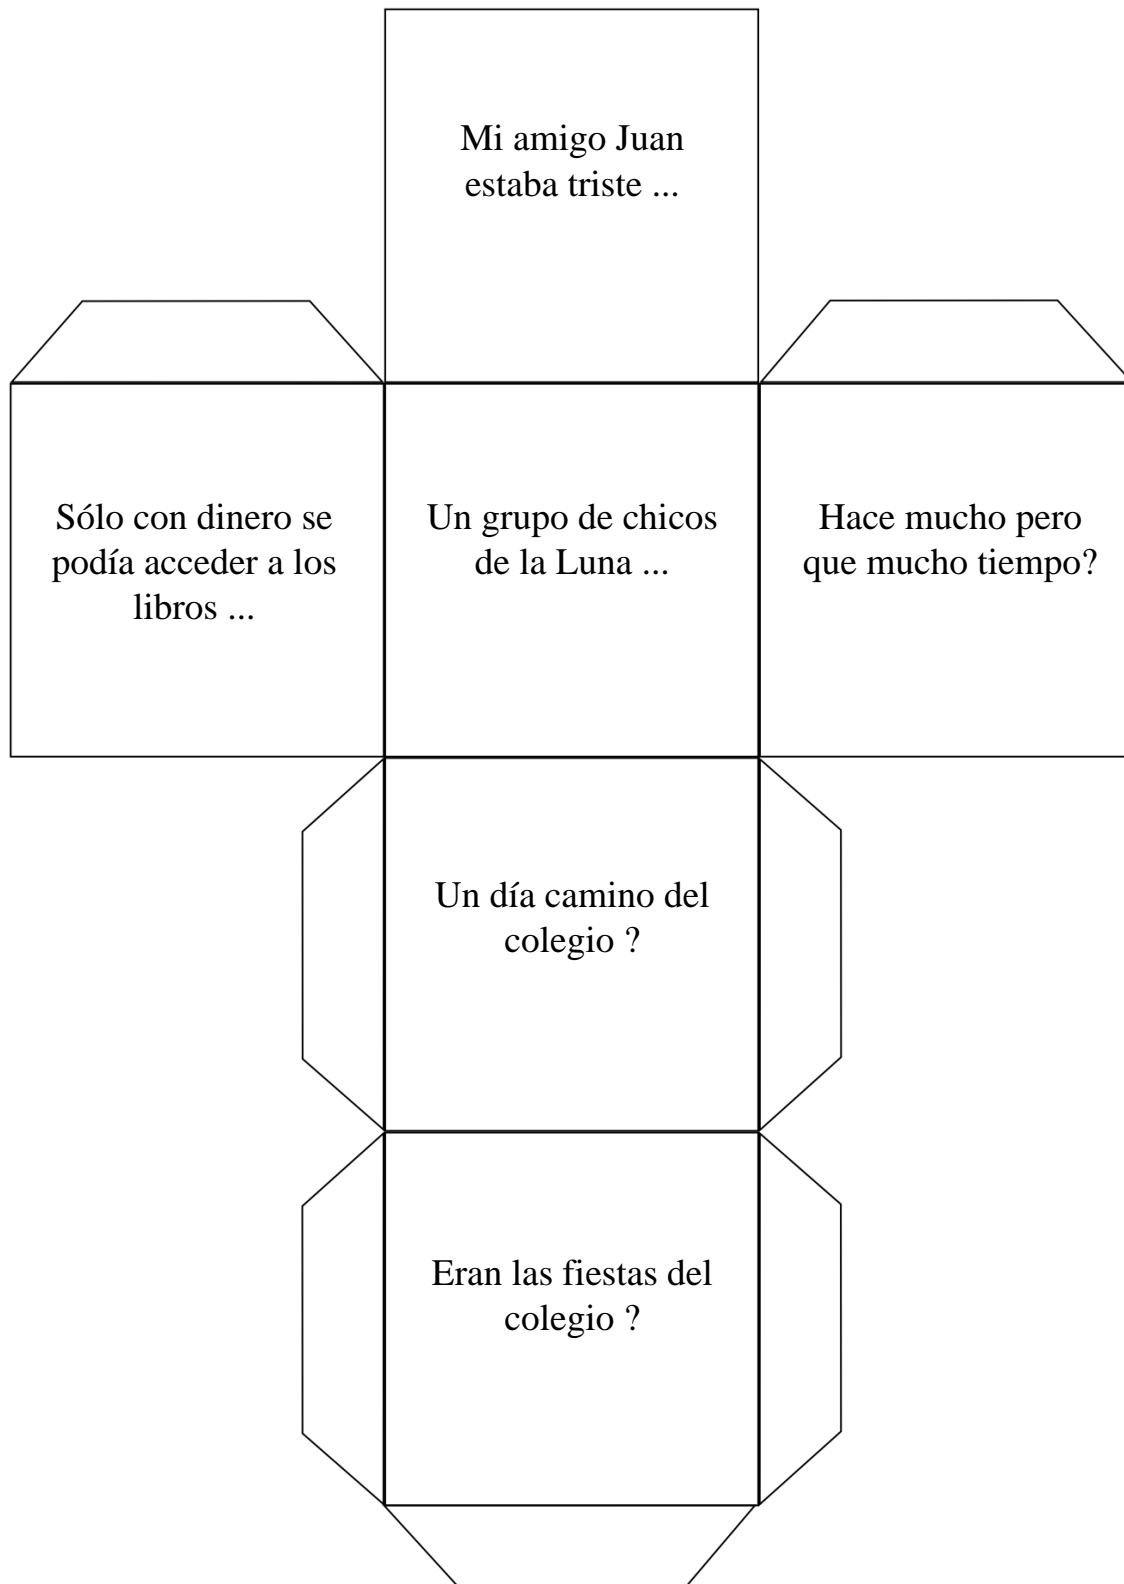 Mi amigo Juan
estaba triste ...
Sólo con dinero se
podía acceder a los
libros ...
Un grupo de chicos
de la Luna ...
Hace mucho pero
que mucho tiempo?
Un día camino del
colegio ?
Eran las fiestas del
colegio ?